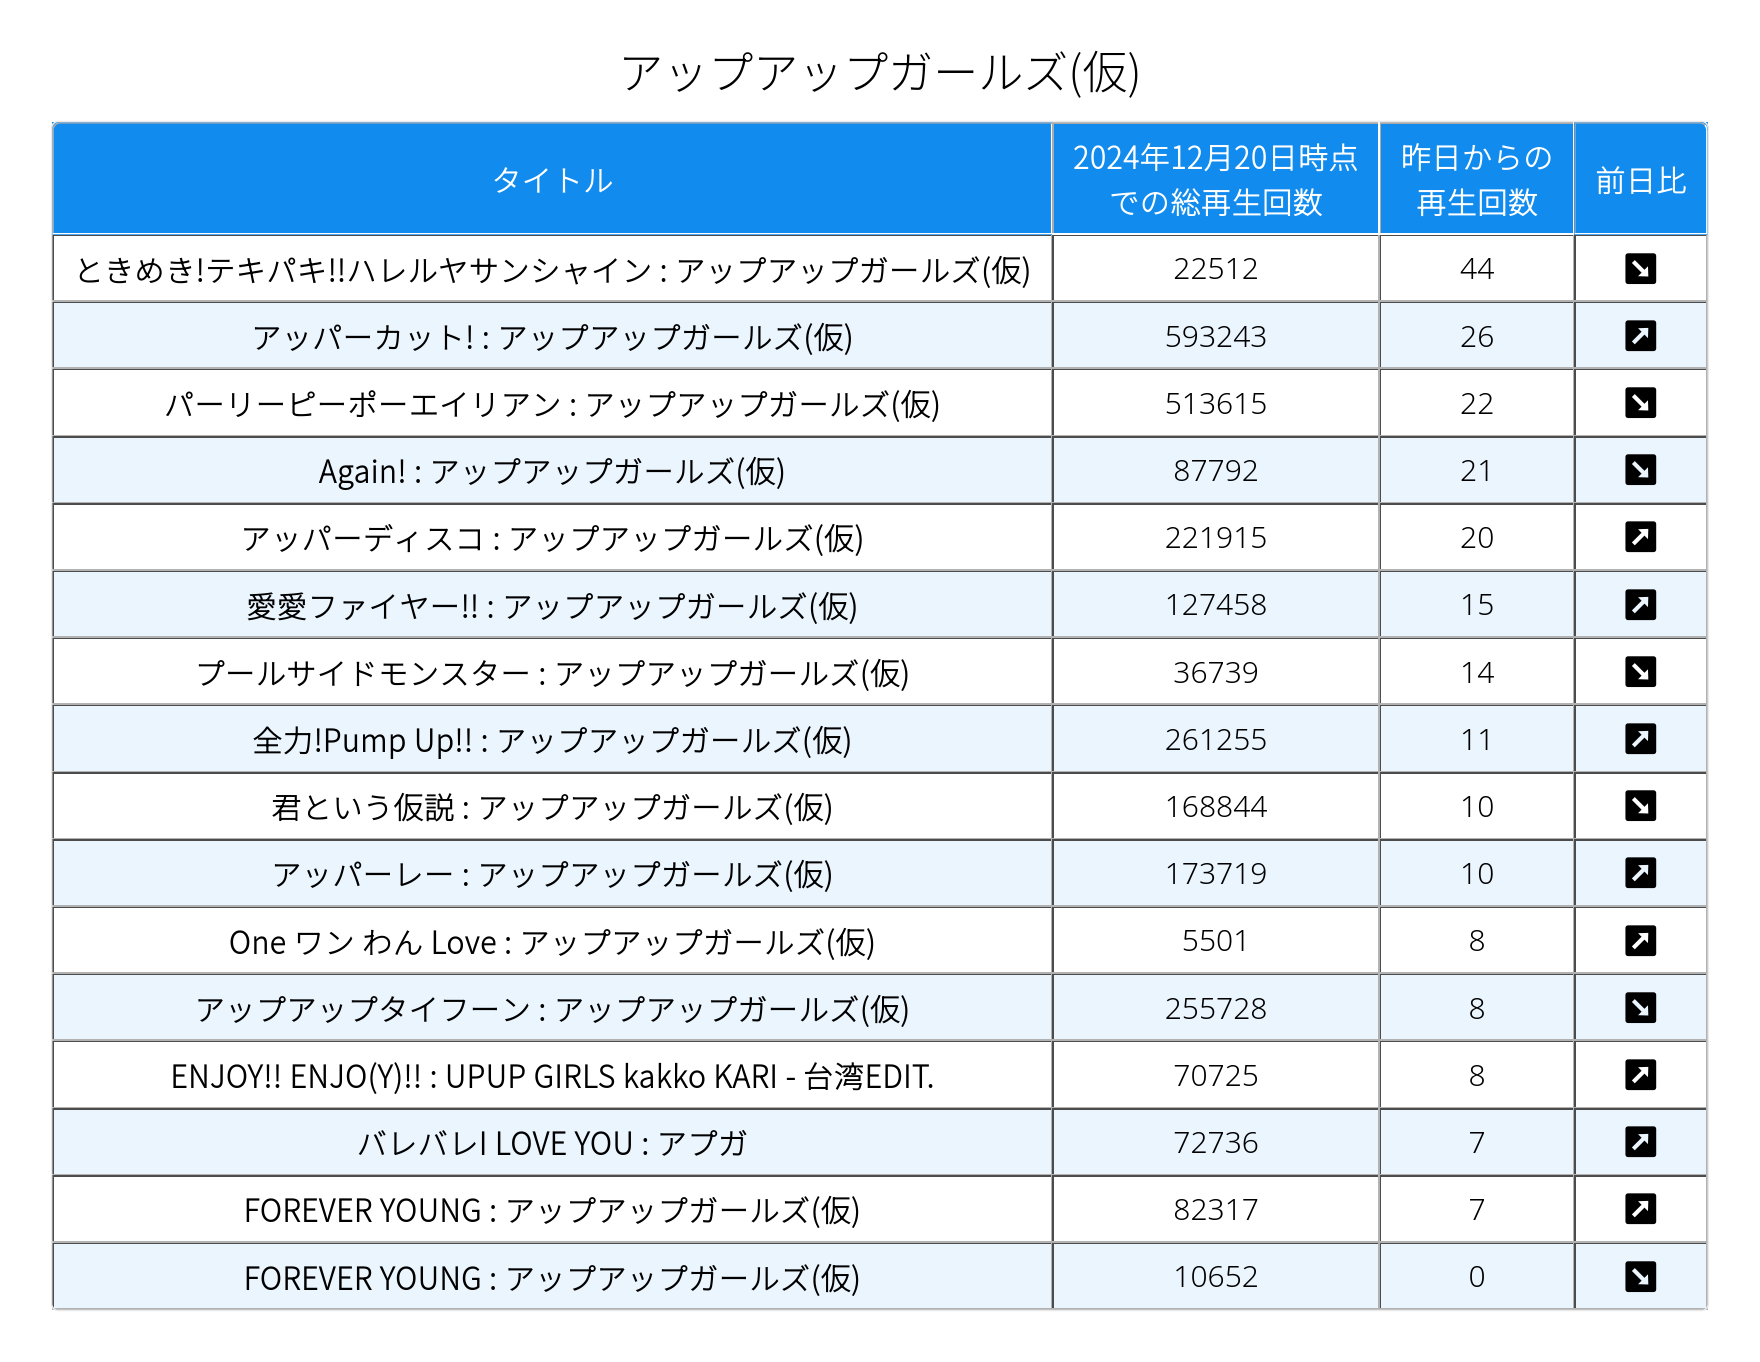 アップアップガールズ(仮)
タイトル 2024年12月20日時点での総再生回数 昨日からの再生回数 前日比
ときめき!テキパキ!!ハレルヤサンシャイン : アップアップガールズ(仮) 22512 44 ↘
アッパーカット! : アップアップガールズ(仮) 593243 26 ↗
パーリーピーポーエイリアン : アップアップガールズ(仮) 513615 22 ↘
Again! : アップアップガールズ(仮) 87792 21 ↘
アッパーディスコ : アップアップガールズ(仮) 221915 20 ↗
愛愛ファイヤー!! : アップアップガールズ(仮) 127458 15 ↗
プールサイドモンスター : アップアップガールズ(仮) 36739 14 ↘
全力!Pump Up!! : アップアップガールズ(仮) 261255 11 ↗
君という仮説 : アップアップガールズ(仮) 168844 10 ↘
アッパーレー : アップアップガールズ(仮) 173719 10 ↗
One ワン わん Love : アップアップガールズ(仮) 5501 8 ↗
アップアップタイフーン : アップアップガールズ(仮) 255728 8 ↘
ENJOY!! ENJO(Y)!! : UPUP GIRLS kakko KARI - 台湾EDIT. 70725 8 ↗
バレバレI LOVE YOU : アプガ 72736 7 ↗
FOREVER YOUNG : アップアップガールズ(仮) 82317 7 ↗
FOREVER YOUNG : アップアップガールズ(仮) 10652 0 ↘